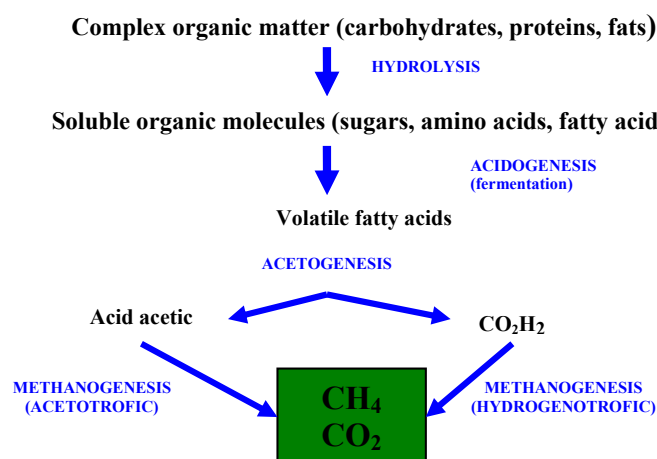 Complex organic matter (carbohydrates, proteins, fats)
HYDROLYSIS
Soluble organic molecules (sugars, amino acids, fatty acid
ACIDOGENESIS
(fermentation)
Volatile fatty acids
ACETOGENESIS
Acid acetic
CO₂H₂
METHANOGENESIS
(ACETOTROFIC)
CH₄
CO₂
METHANOGENESIS
(HYDROGENOTROFIC)